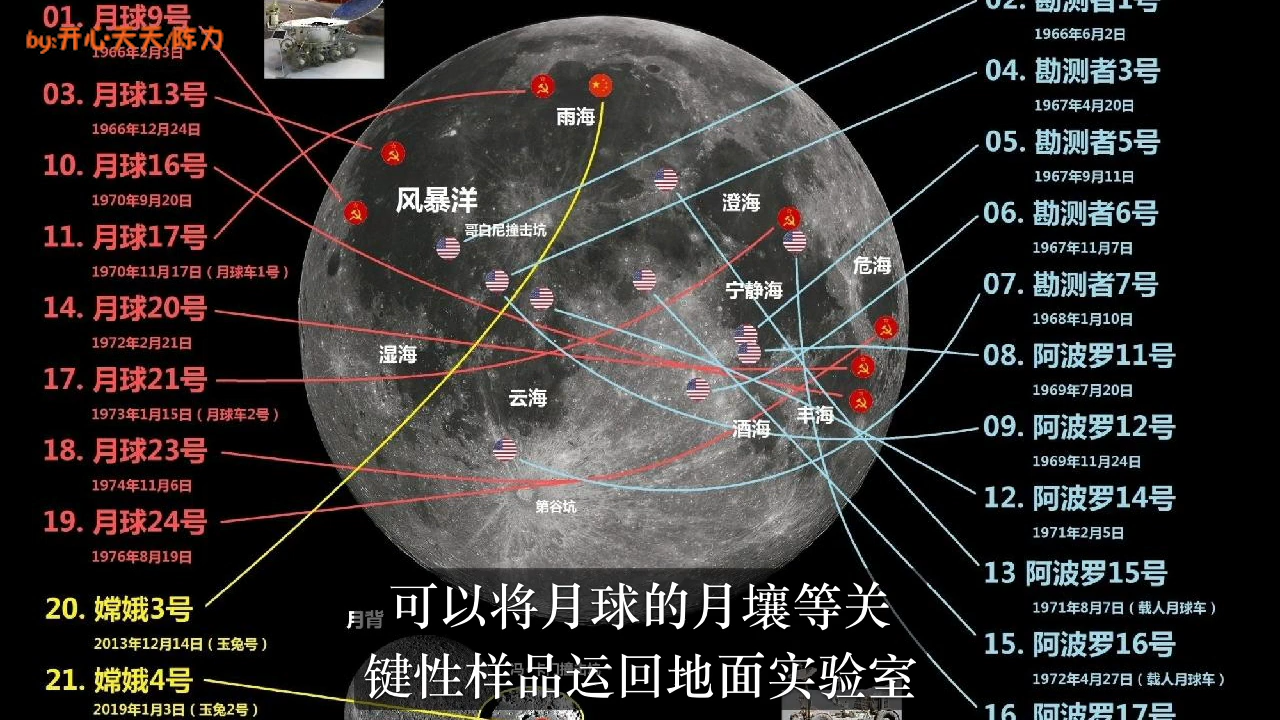 01. 月球9号
by:开心·天天/阵力
1966年2月3日
03. 月球13号
1966年12月24日
10. 月球16号
1970年9月20日
11. 月球17号
1970年11月17日（月球车1号）
14. 月球20号
1972年2月21日
17. 月球21号
1973年1月15日（月球车2号）
18. 月球23号
1974年11月6日
19. 月球24号
1976年8月19日
20. 嫦娥3号
2013年12月14日（玉兔号）
21. 嫦娥4号
2019年1月3日（玉兔2号）
雨海
风暴洋
哥白尼撞击坑
澄海
危海
宁静海
湿海
云海
丰海
酒海
第谷坑
月背
02. 勘测者1号
1966年6月2日
04. 勘测者3号
1967年4月20日
05. 勘测者5号
1967年9月11日
06. 勘测者6号
1967年11月7日
07. 勘测者7号
1968年1月10日
08. 阿波罗11号
1969年7月20日
09. 阿波罗12号
1969年11月24日
12. 阿波罗14号
1971年2月5日
13 阿波罗15号
1971年8月7日（载人月球车）
15. 阿波罗16号
1972年4月27日（载人月球车）
16. 阿波罗17号
可以将月球的月壤等关
键性样品运回地面实验室